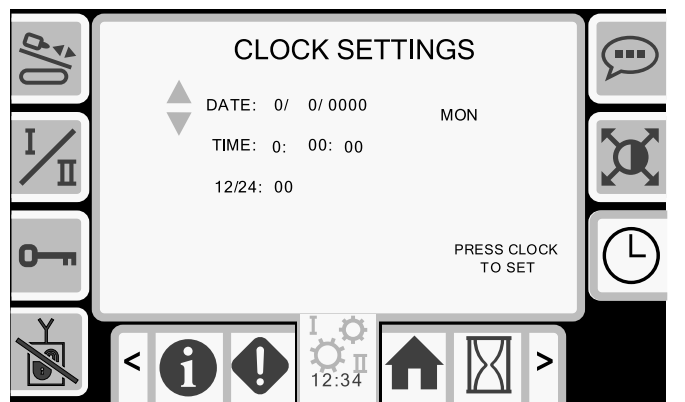 CLOCK SETTINGS
DATE: 0/ 0/ 0000
MON
TIME: 0: 00: 00
12/24: 00
PRESS CLOCK
TO SET
I
II
I
II
12:34
< >